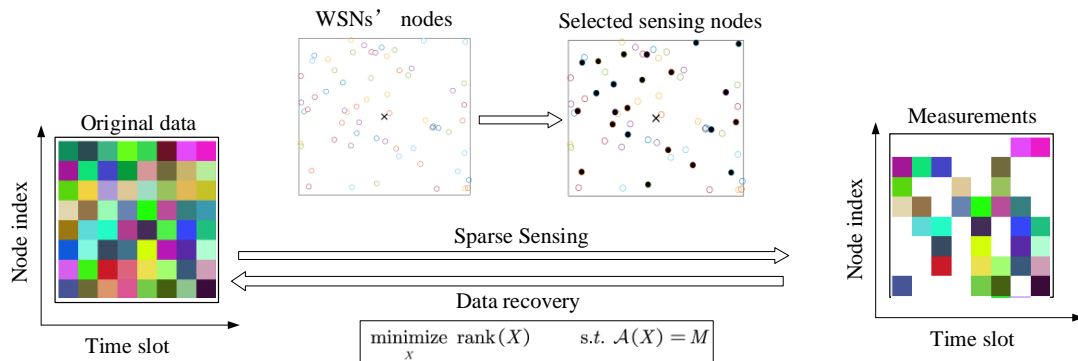 WSNs’ nodes
Selected sensing nodes
Original data
Measurements
Node index
Node index
Sparse Sensing
Data recovery
Time slot
Time slot
minimize rank(X) s.t. 𝒜(X) = M
X